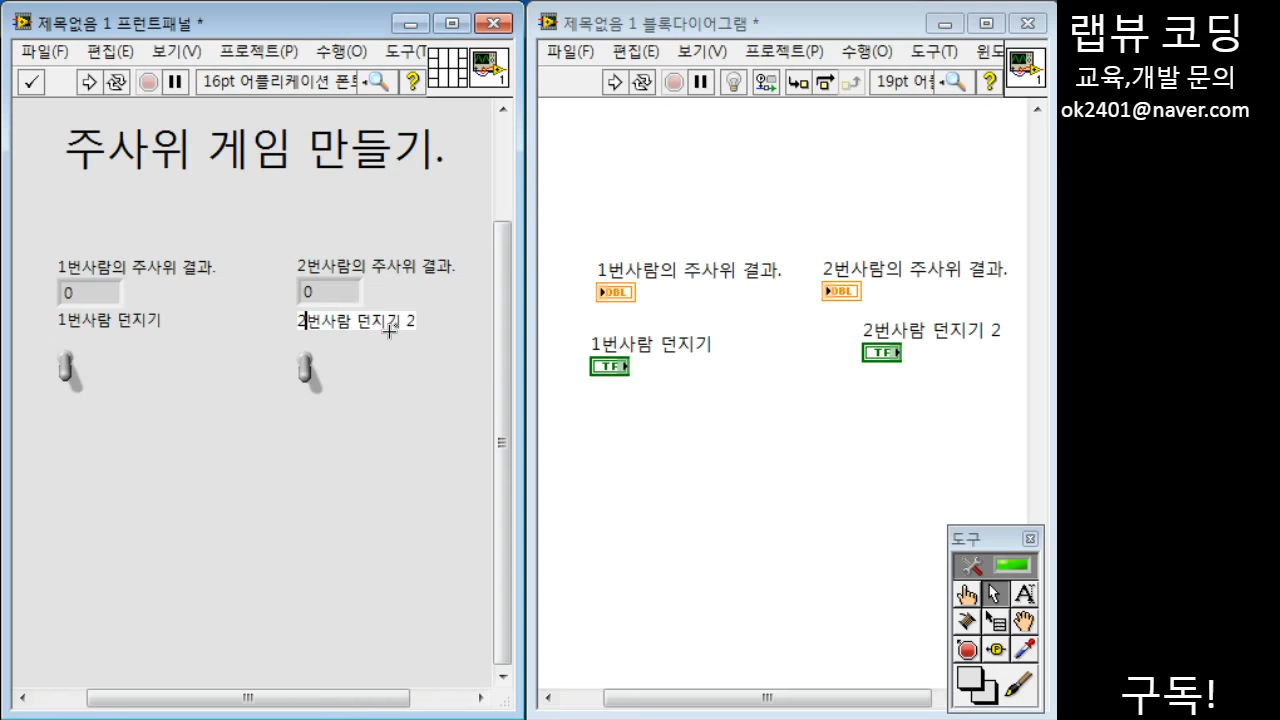 제목없음 1 프런트패널 *
파일(F) 편집(E) 보기(V) 프로젝트(P) 수행(O) 도구(T
16pt 어플리케이션 폰트
1
주사위 게임 만들기.
1번사람의 주사위 결과.
2번사람의 주사위 결과.
0
0
1번사람 던지기
2번사람 던지기 2
제목없음 1 블록다이어그램 *
파일(F) 편집(E) 보기(V) 프로젝트(P) 수행(O) 도구(T) 윈도
19pt 어플
1
1번사람의 주사위 결과.
2번사람의 주사위 결과.
DBL
DBL
1번사람 던지기
2번사람 던지기 2
TF
TF
도구
랩뷰 코딩
교육,개발 문의
ok2401@naver.com
구독!